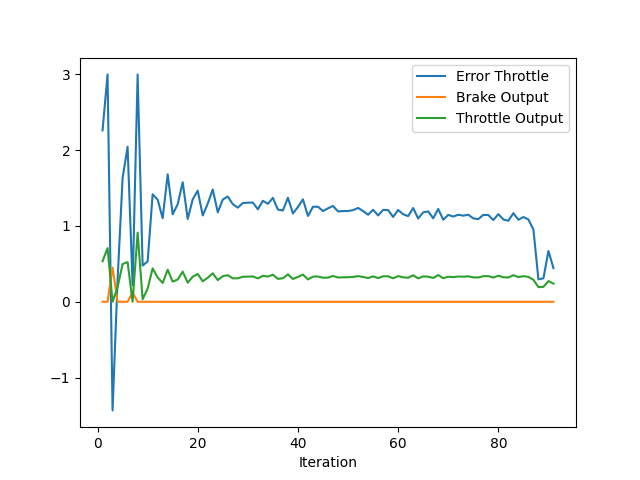 Error Throttle
Brake Output
Throttle Output
3
2
1
0
−1
0 20 40 60 80
Iteration